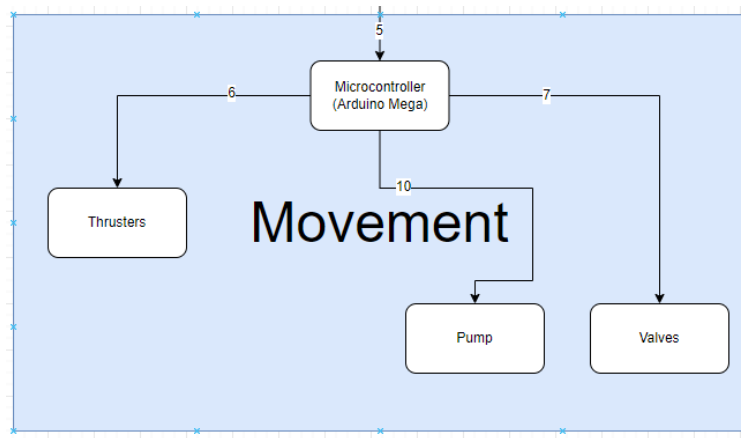 5
Microcontroller
(Arduino Mega)
6
7
10
Thrusters
Movement
Pump
Valves